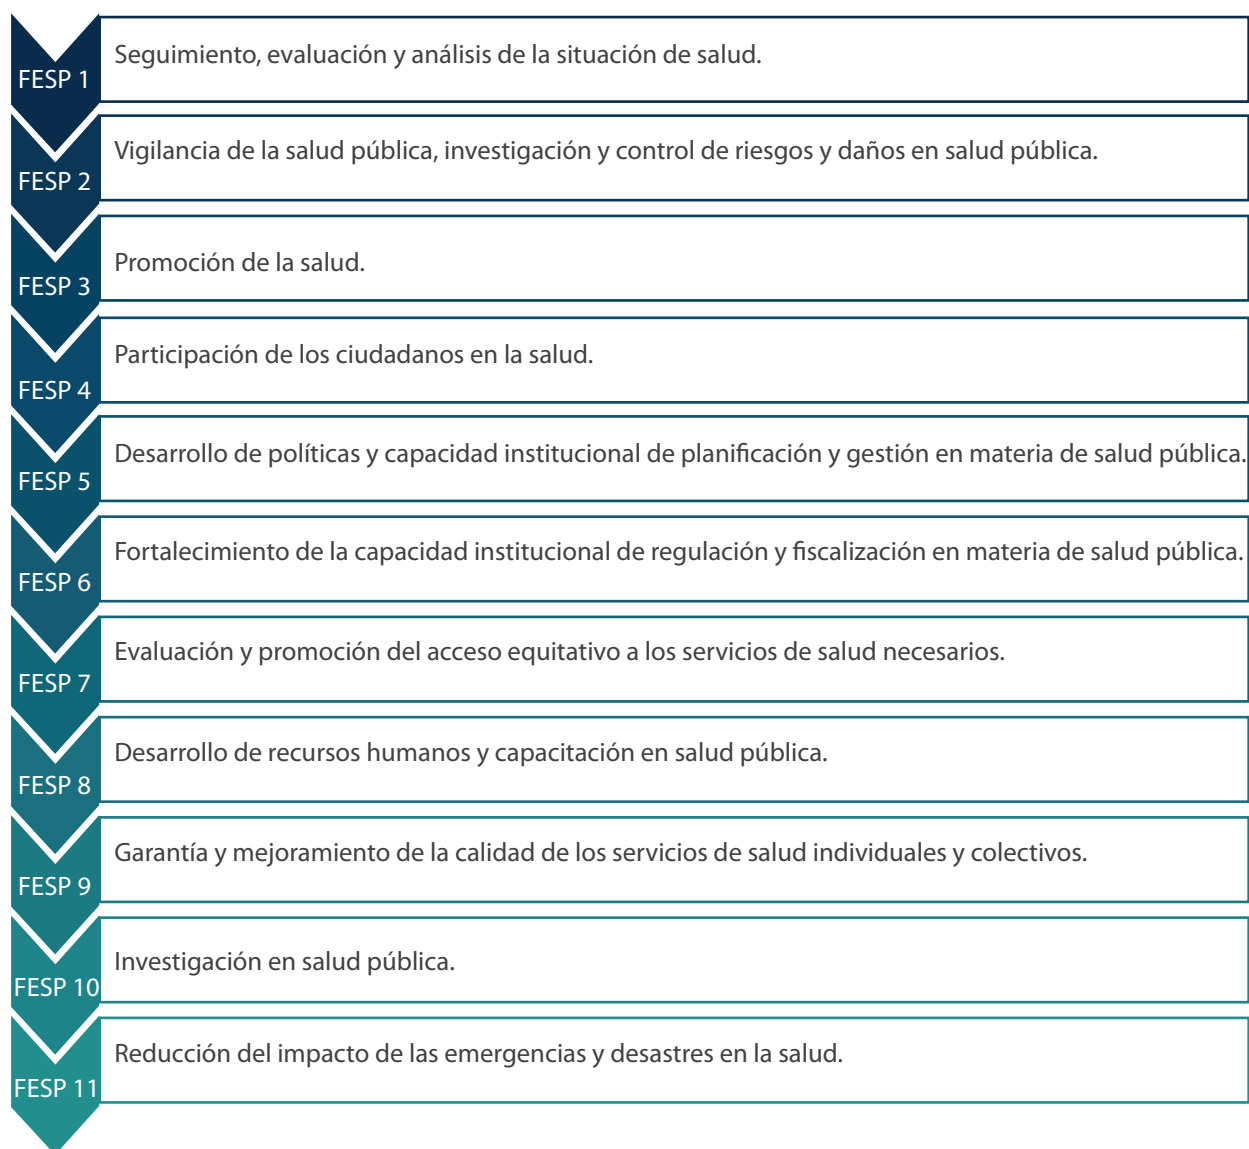 FESP 1
Seguimiento, evaluación y análisis de la situación de salud.
FESP 2
Vigilancia de la salud pública, investigación y control de riesgos y daños en salud pública.
FESP 3
Promoción de la salud.
FESP 4
Participación de los ciudadanos en la salud.
FESP 5
Desarrollo de políticas y capacidad institucional de planificación y gestión en materia de salud pública.
FESP 6
Fortalecimiento de la capacidad institucional de regulación y fiscalización en materia de salud pública.
FESP 7
Evaluación y promoción del acceso equitativo a los servicios de salud necesarios.
FESP 8
Desarrollo de recursos humanos y capacitación en salud pública.
FESP 9
Garantía y mejoramiento de la calidad de los servicios de salud individuales y colectivos.
FESP 10
Investigación en salud pública.
FESP 11
Reducción del impacto de las emergencias y desastres en la salud.